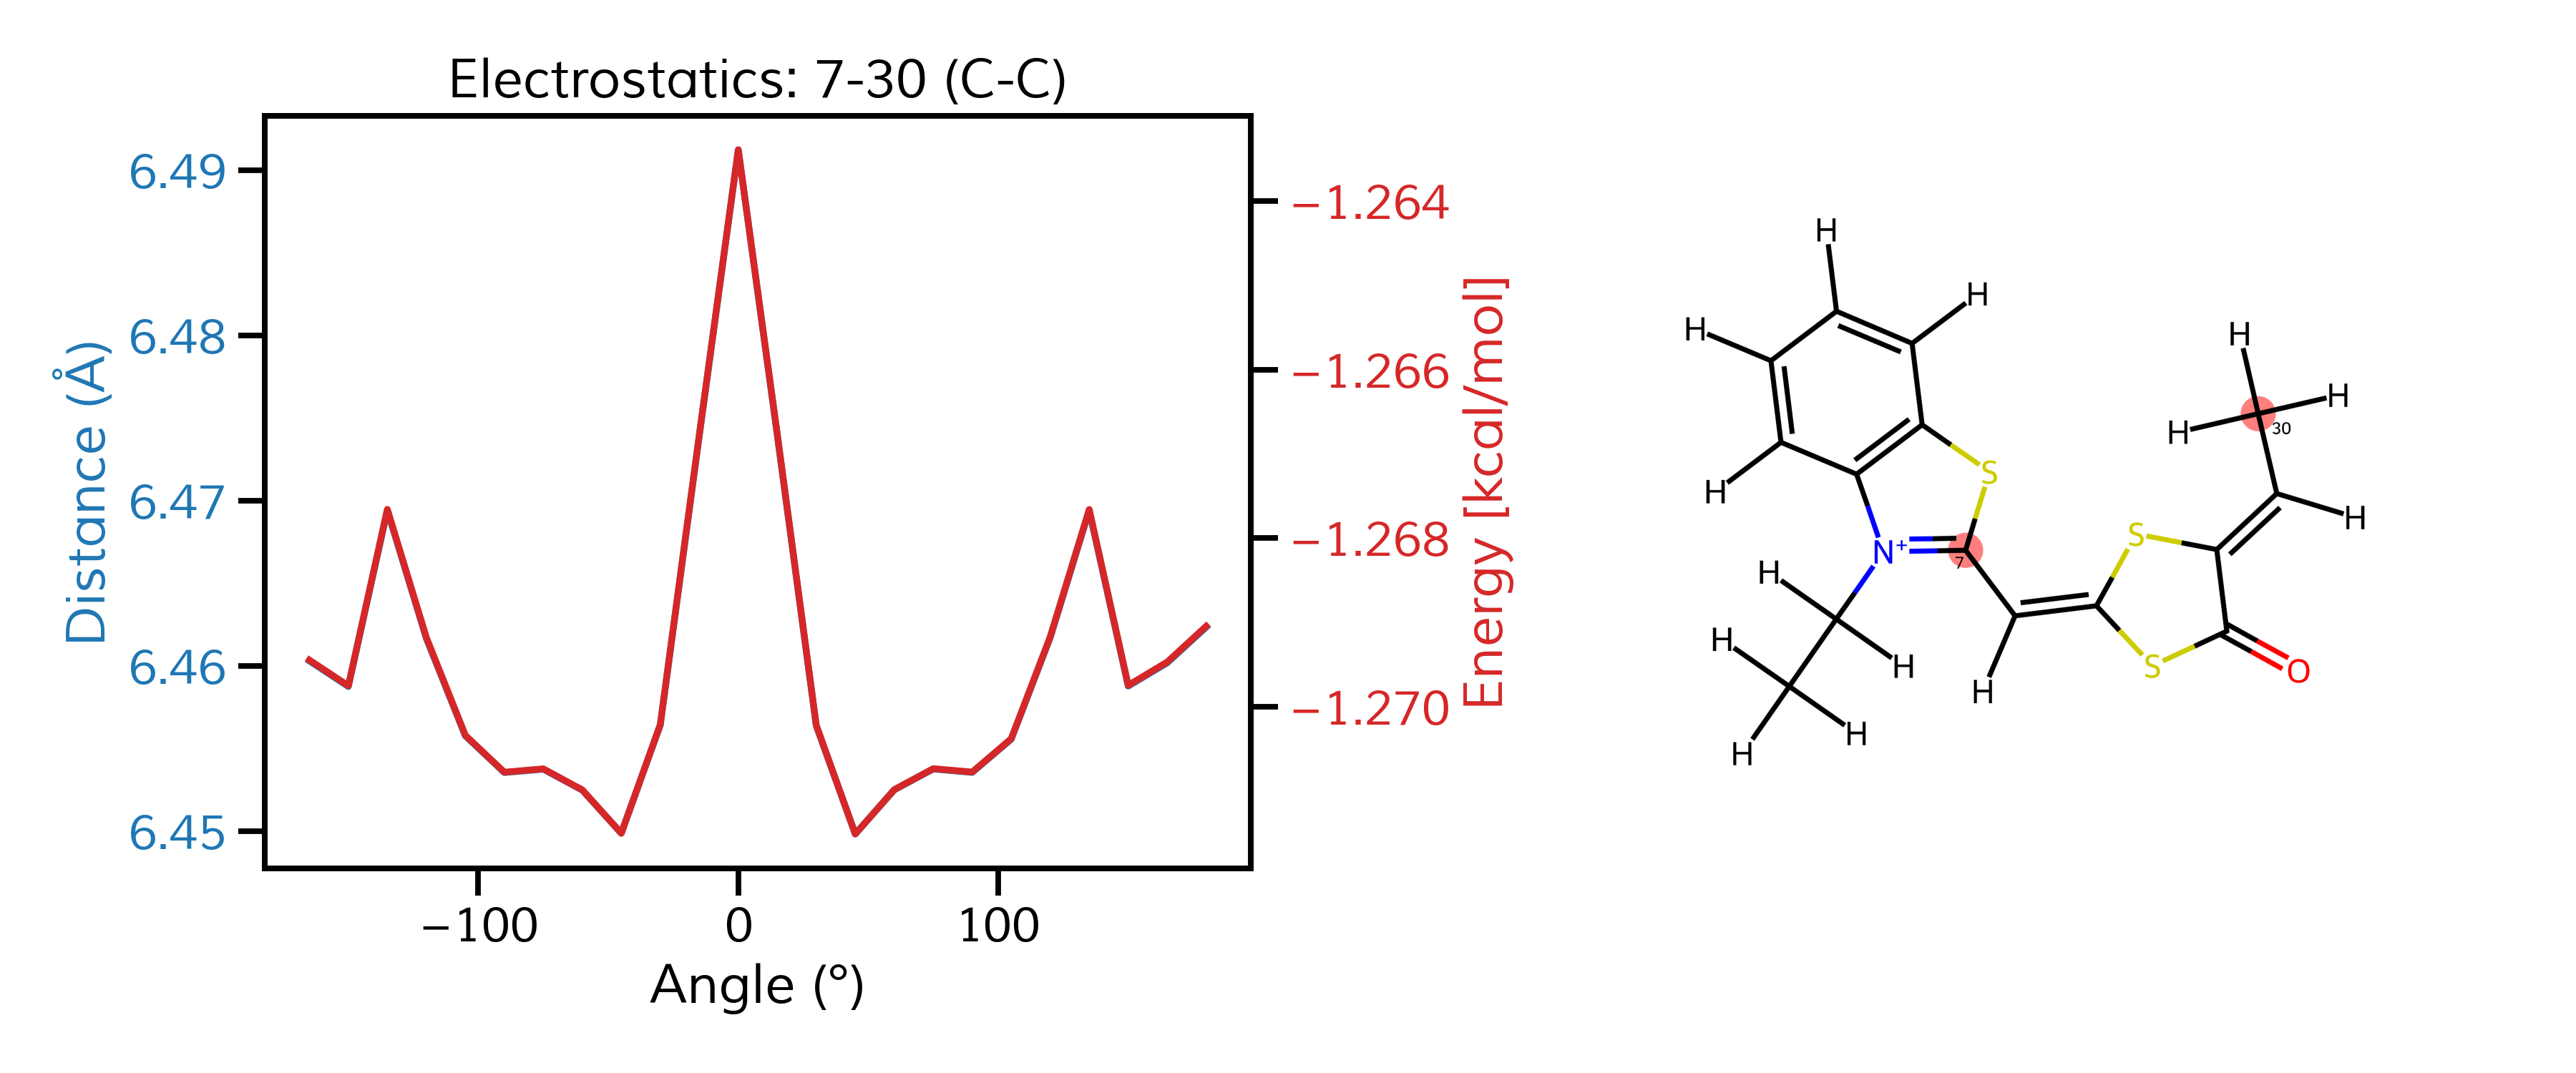 Electrostatics: 7-30 (C-C)
Distance (Å)
6.49
6.48
6.47
6.46
6.45
−100
0
100
Angle (°)
−1.264
−1.266
−1.268
−1.270
Energy [kcal/mol]
H
H
H
H
H
H
H
30
S
H
S
N+
7
H
H
H
S
O
H
H
H
H